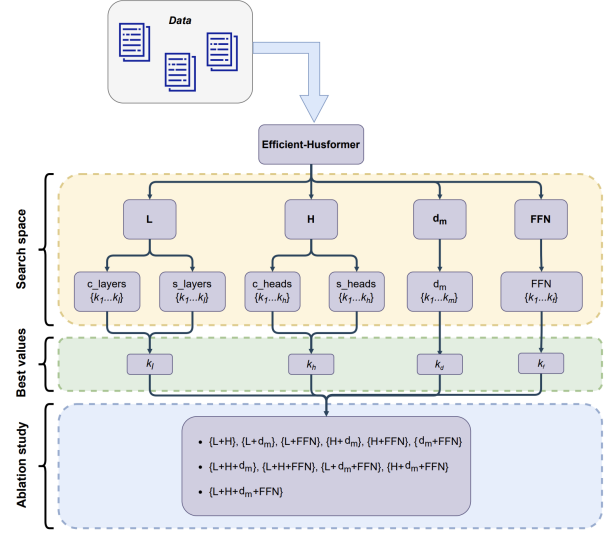 Data
Efficient-Husformer
Search space
L
H
dm
FFN
c_layers
{k1...kl}
s_layers
{k1...kl}
c_heads
{k1...kh}
s_heads
{k1...kh}
dm
{k1...km}
FFN
{k1...kf}
Best values
kl
kh
kd
kf
Ablation study
• {L+H}, {L+dm}, {L+FFN}, {H+dm}, {H+FFN}, {dm+FFN}
• {L+H+dm}, {L+H+FFN}, {L+dm+FFN}, {H+dm+FFN}
• {L+H+dm+FFN}